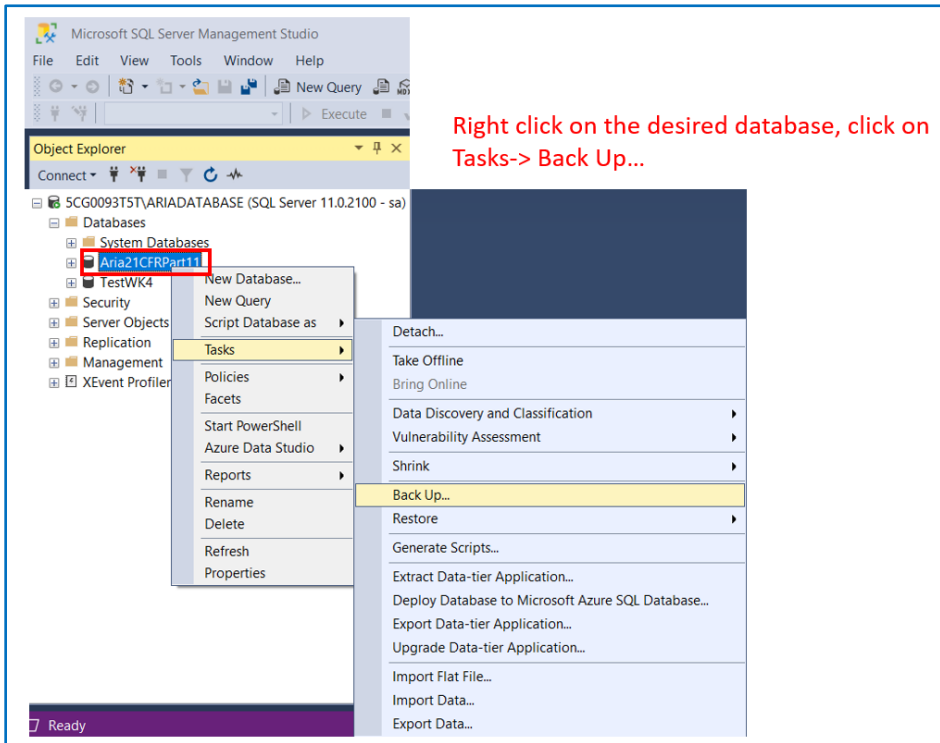 Microsoft SQL Server Management Studio
File Edit View Tools Window Help
New Query
Execute
Right click on the desired database, click on
Tasks-> Back Up...
Object Explorer
Connect
5CG0093T5T\ARIADATABASE (SQL Server 11.0.2100 - sa)
Databases
System Databases
Aria21CFRPart11
TestWK4
Security
Server Objects
Replication
Management
XEvent Profiler
New Database...
New Query
Script Database as
Tasks
Policies
Facets
Start PowerShell
Azure Data Studio
Reports
Rename
Delete
Refresh
Properties
Detach...
Take Offline
Bring Online
Data Discovery and Classification
Vulnerability Assessment
Shrink
Back Up...
Restore
Generate Scripts...
Extract Data-tier Application...
Deploy Database to Microsoft Azure SQL Database...
Export Data-tier Application...
Upgrade Data-tier Application...
Import Flat File...
Import Data...
Export Data...
Ready